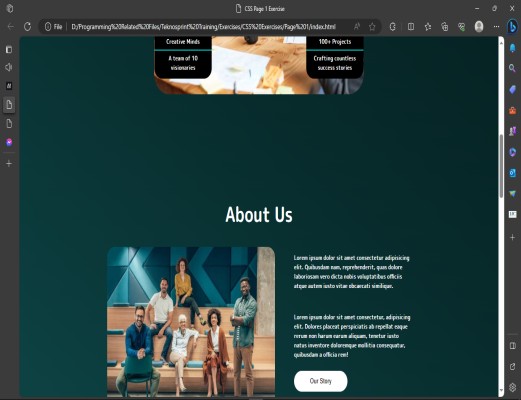 CSS Page 1 Exercise
File
D:/Programming%20Related%20Files/Teknosprint%20Training/Exercises/CSS%20Exercises/Page%201/index.html
Creative Minds
A team of 10
visionaries
100+ Projects
Crafting countless
success stories
About Us
Lorem ipsum dolor sit amet consectetur adipisicing
elit. Quibusdam nam, reprehenderit, quas dolore
laboriosam vero dicta nobis voluptatibus officiis
atque autem iusto vitae obcaecati similique.
Lorem ipsum dolor sit amet consectetur, adipisicing
elit. Dolores placeat perspiciatis ab repellat eaque
rerum non harum earum aliquam, tenetur iusto
natus inventore doloremque mollitia consequatur,
quibusdam a officia rem!
Our Story